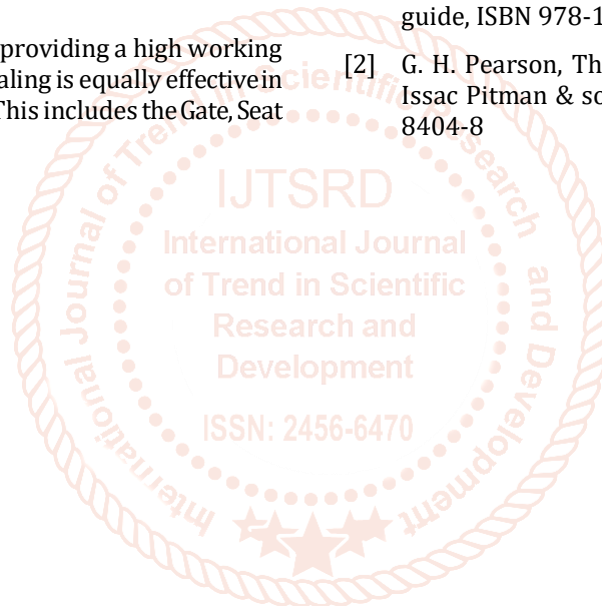 providing a high working
aling is equally effective in
This includes the Gate, Seat
guide, ISBN 978-1
[2] G. H. Pearson, Th
Issac Pitman & so
8404-8
International Journal of Trend in Scientific Research and Development
IJTSRD
International Journal
of Trend in Scientific
Research and
Development
ISSN: 2456-6470